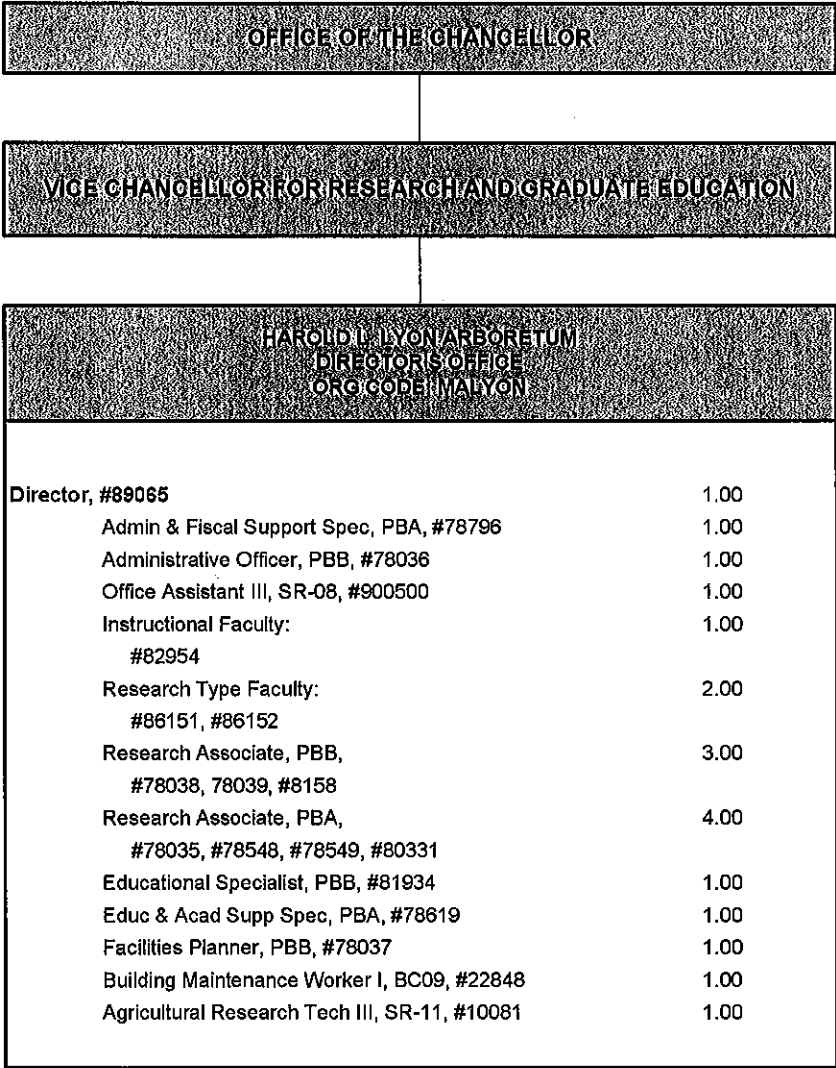 OFFICE OF THE CHANCELLOR
VICE CHANCELLOR FOR RESEARCH AND GRADUATE EDUCATION
HAROLD L. LYON ARBORETUM
DIRECTOR'S OFFICE
ORG CODE: MALYON
Director, #89065 1.00
Admin & Fiscal Support Spec, PBA, #78796 1.00
Administrative Officer, PBB, #78036 1.00
Office Assistant III, SR-08, #900500 1.00
Instructional Faculty: 1.00
#82954
Research Type Faculty: 2.00
#86151, #86152
Research Associate, PBB, 3.00
#78038, 78039, #8158
Research Associate, PBA, 4.00
#78035, #78548, #78549, #80331
Educational Specialist, PBB, #81934 1.00
Educ & Acad Supp Spec, PBA, #78619 1.00
Facilities Planner, PBB, #78037 1.00
Building Maintenance Worker I, BC09, #22848 1.00
Agricultural Research Tech III, SR-11, #10081 1.00